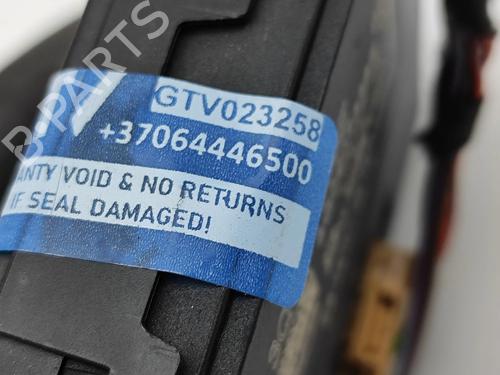 B-PARTS
GTV023258
+37064446500
ANTY VOID & NO RETURNS
IF SEAL DAMAGED!